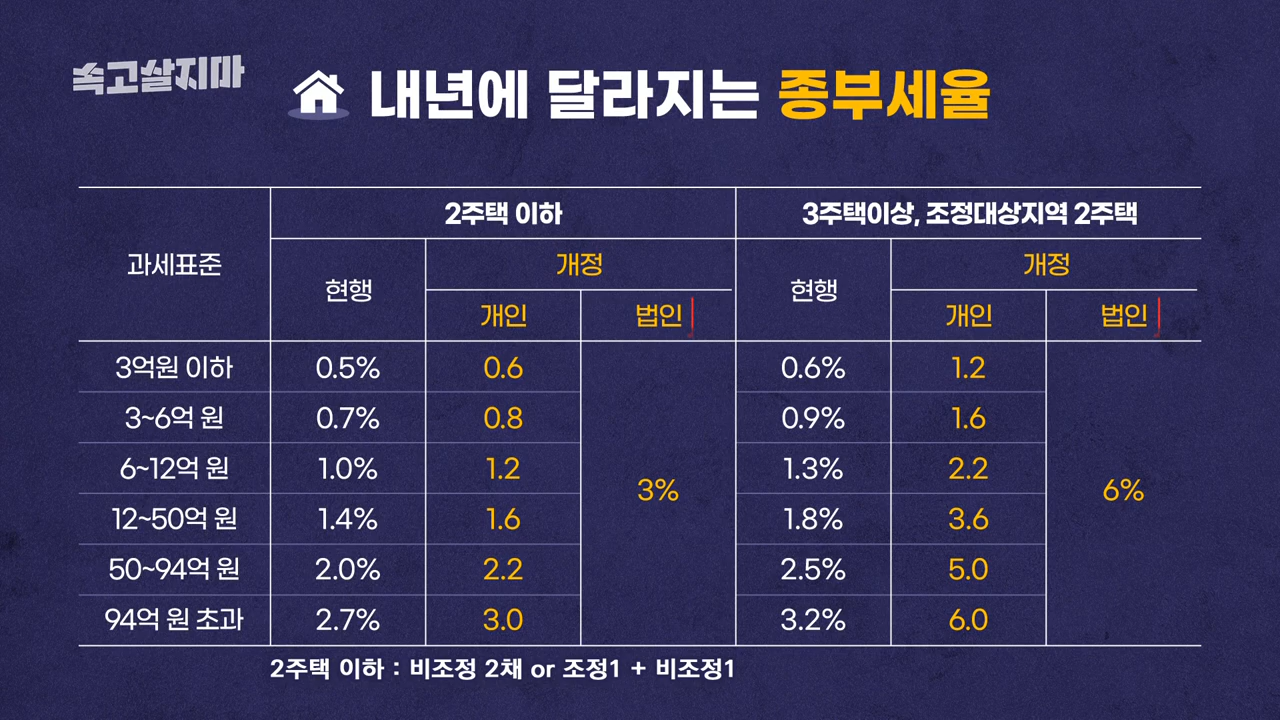 속고살지마
내년에 달라지는 종부세율
과세표준
2주택 이하
3주택이상, 조정대상지역 2주택
현행
개정
현행
개정
개인
법인
개인
법인
3억원 이하 0.5% 0.6 0.6% 1.2
3~6억 원 0.7% 0.8 0.9% 1.6
6~12억 원 1.0% 1.2 1.3% 2.2
3%
6%
12~50억 원 1.4% 1.6 1.8% 3.6
50~94억 원 2.0% 2.2 2.5% 5.0
94억 원 초과 2.7% 3.0 3.2% 6.0
2주택 이하 : 비조정 2채 or 조정1 + 비조정1